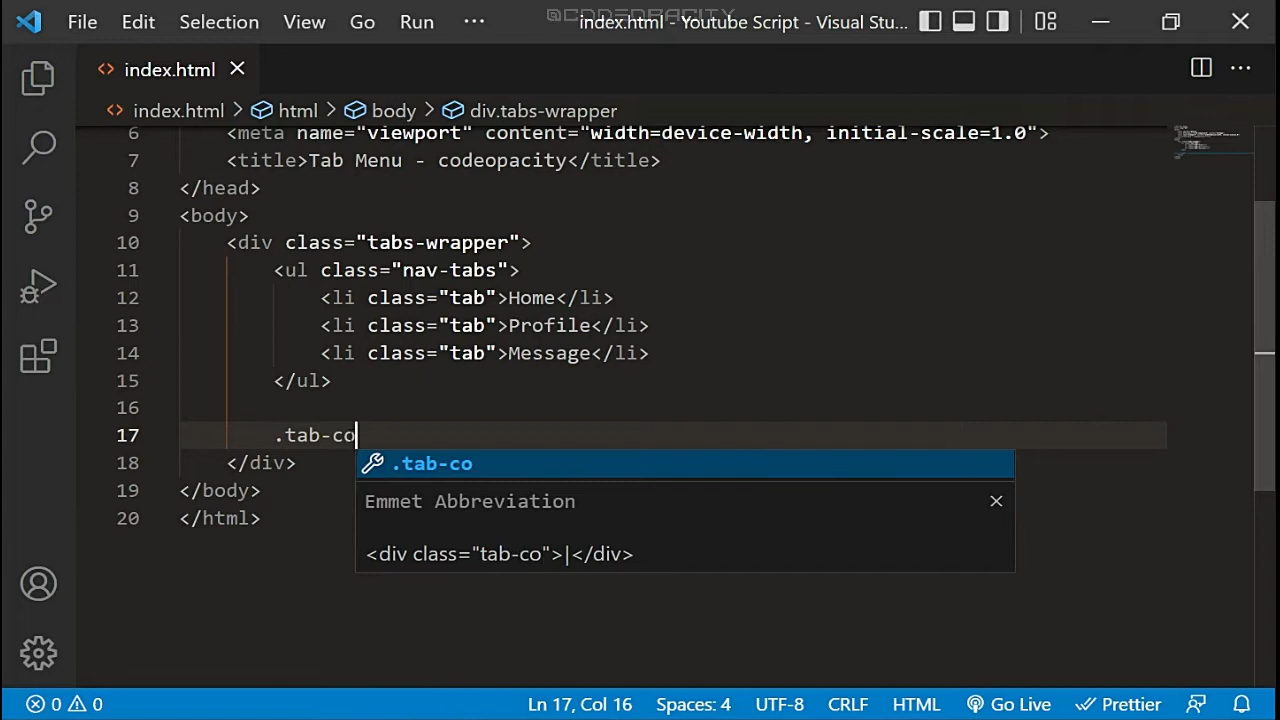 File Edit Selection View Go Run ··· index.html - Youtube Script - Visual Stu...
@CODEOPACITY
<> index.html ×
<> index.html > html > body > div.tabs-wrapper
6 <meta name="viewport" content="width=device-width, initial-scale=1.0">
7 <title>Tab Menu - codeopacity</title>
8 </head>
9 <body>
10 <div class="tabs-wrapper">
11 <ul class="nav-tabs">
12 <li class="tab">Home</li>
13 <li class="tab">Profile</li>
14 <li class="tab">Message</li>
15 </ul>
16
17 .tab-co
.tab-co
18 </div>
Emmet Abbreviation
19 </body>
20 </html>
<div class="tab-co">|</div>
0 0 Ln 17, Col 16 Spaces: 4 UTF-8 CRLF HTML Go Live Prettier